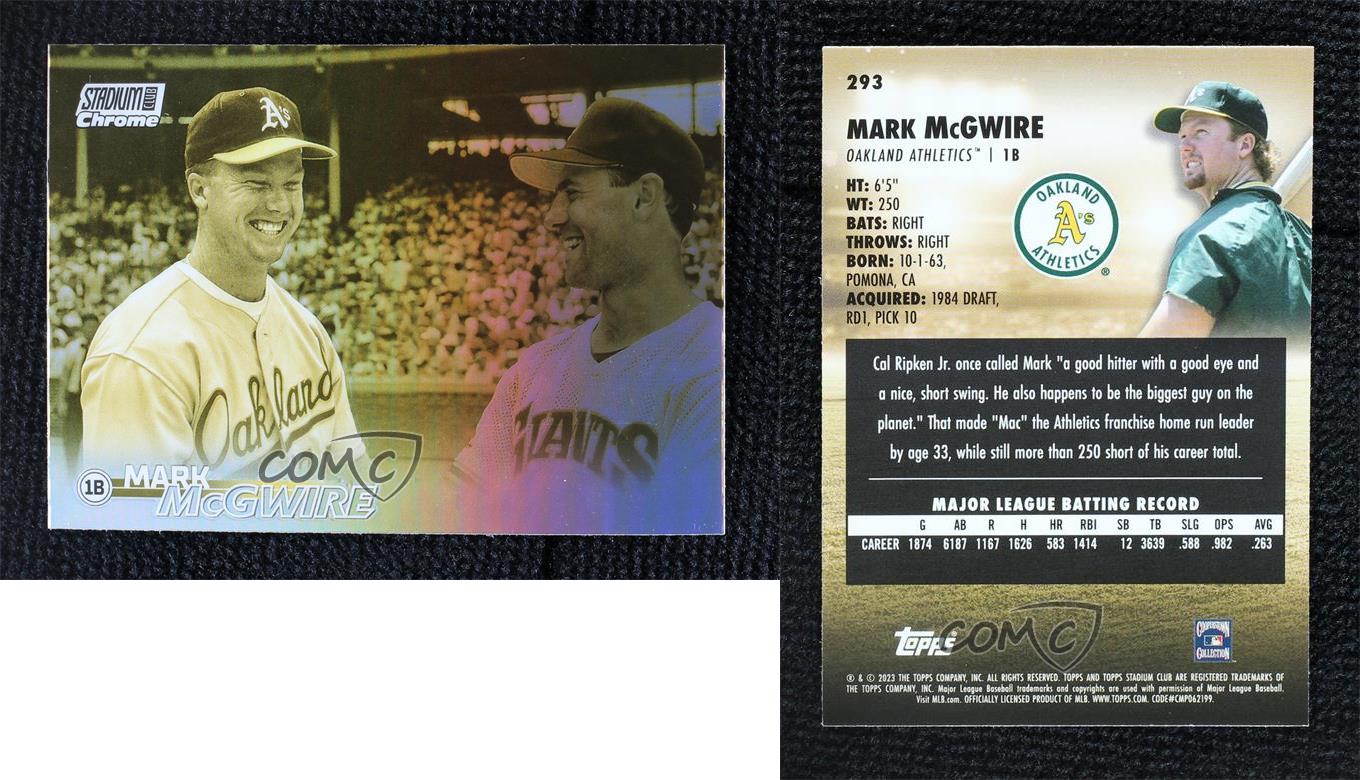 STADIUM CLUB
Chrome
A's
Oakland
GIANTS
COMC
1B
MARK
McGWIRE
293
MARK McGWIRE
OAKLAND ATHLETICS™ | 1B
HT: 6'5"
WT: 250
BATS: RIGHT
THROWS: RIGHT
BORN: 10-1-63,
POMONA, CA
ACQUIRED: 1984 DRAFT,
RD1, PICK 10
OAKLAND
A's
ATHLETICS
®
Cal Ripken Jr. once called Mark "a good hitter with a good eye and
a nice, short swing. He also happens to be the biggest guy on the
planet." That made "Mac" the Athletics franchise home run leader
by age 33, while still more than 250 short of his career total.
MAJOR LEAGUE BATTING RECORD
G AB R H HR RBI SB TB SLG OPS AVG
CAREER 1874 6187 1167 1626 583 1414 12 3639 .588 .982 .263
Topps
COMC
COOPERSTOWN
COLLECTION
® & © 2023 THE TOPPS COMPANY, INC. ALL RIGHTS RESERVED. TOPPS AND TOPPS STADIUM CLUB ARE REGISTERED TRADEMARKS OF
THE TOPPS COMPANY, INC. Major League Baseball trademarks and copyrights are used with permission of Major League Baseball.
Visit MLB.com. OFFICIALLY LICENSED PRODUCT OF MLB. WWW.TOPPS.COM. CODE#CMP062199.